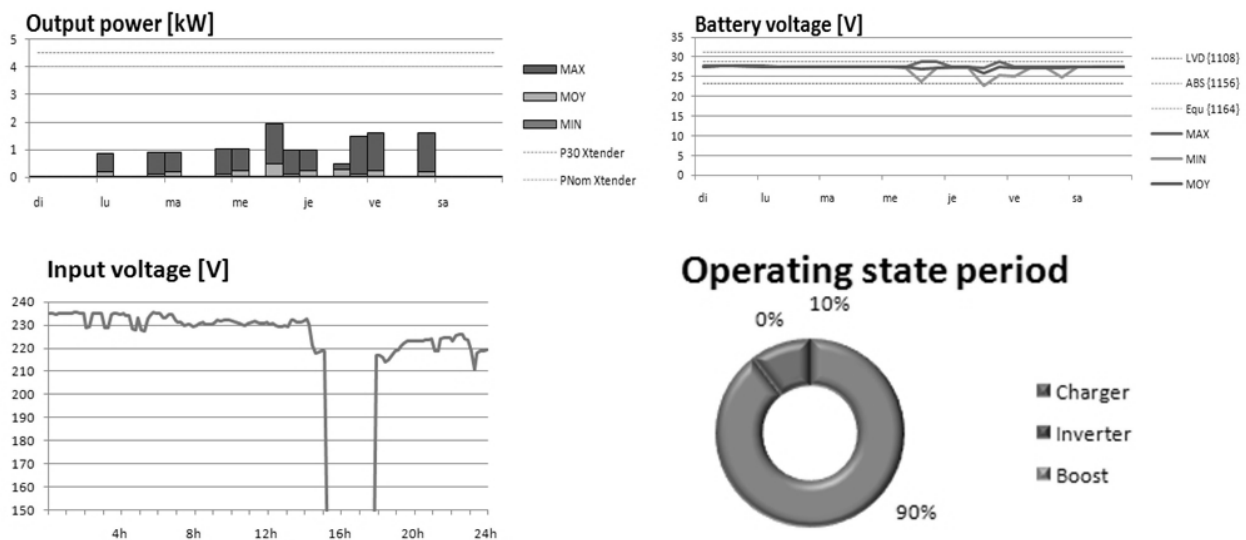 Output power [kW]
5
4
3
2
1
0
di lu ma me je ve sa
MAX
MOY
MIN
P30 Xtender
PNom Xtender
Battery voltage [V]
35
30
25
20
15
10
5
0
di lu ma me je ve sa
LVD {1108}
ABS {1156}
Equ {1164}
MAX
MIN
MOY
Input voltage [V]
240
230
220
210
200
190
180
170
160
150
4h 8h 12h 16h 20h 24h
Operating state period
10%
0%
90%
Charger
Inverter
Boost